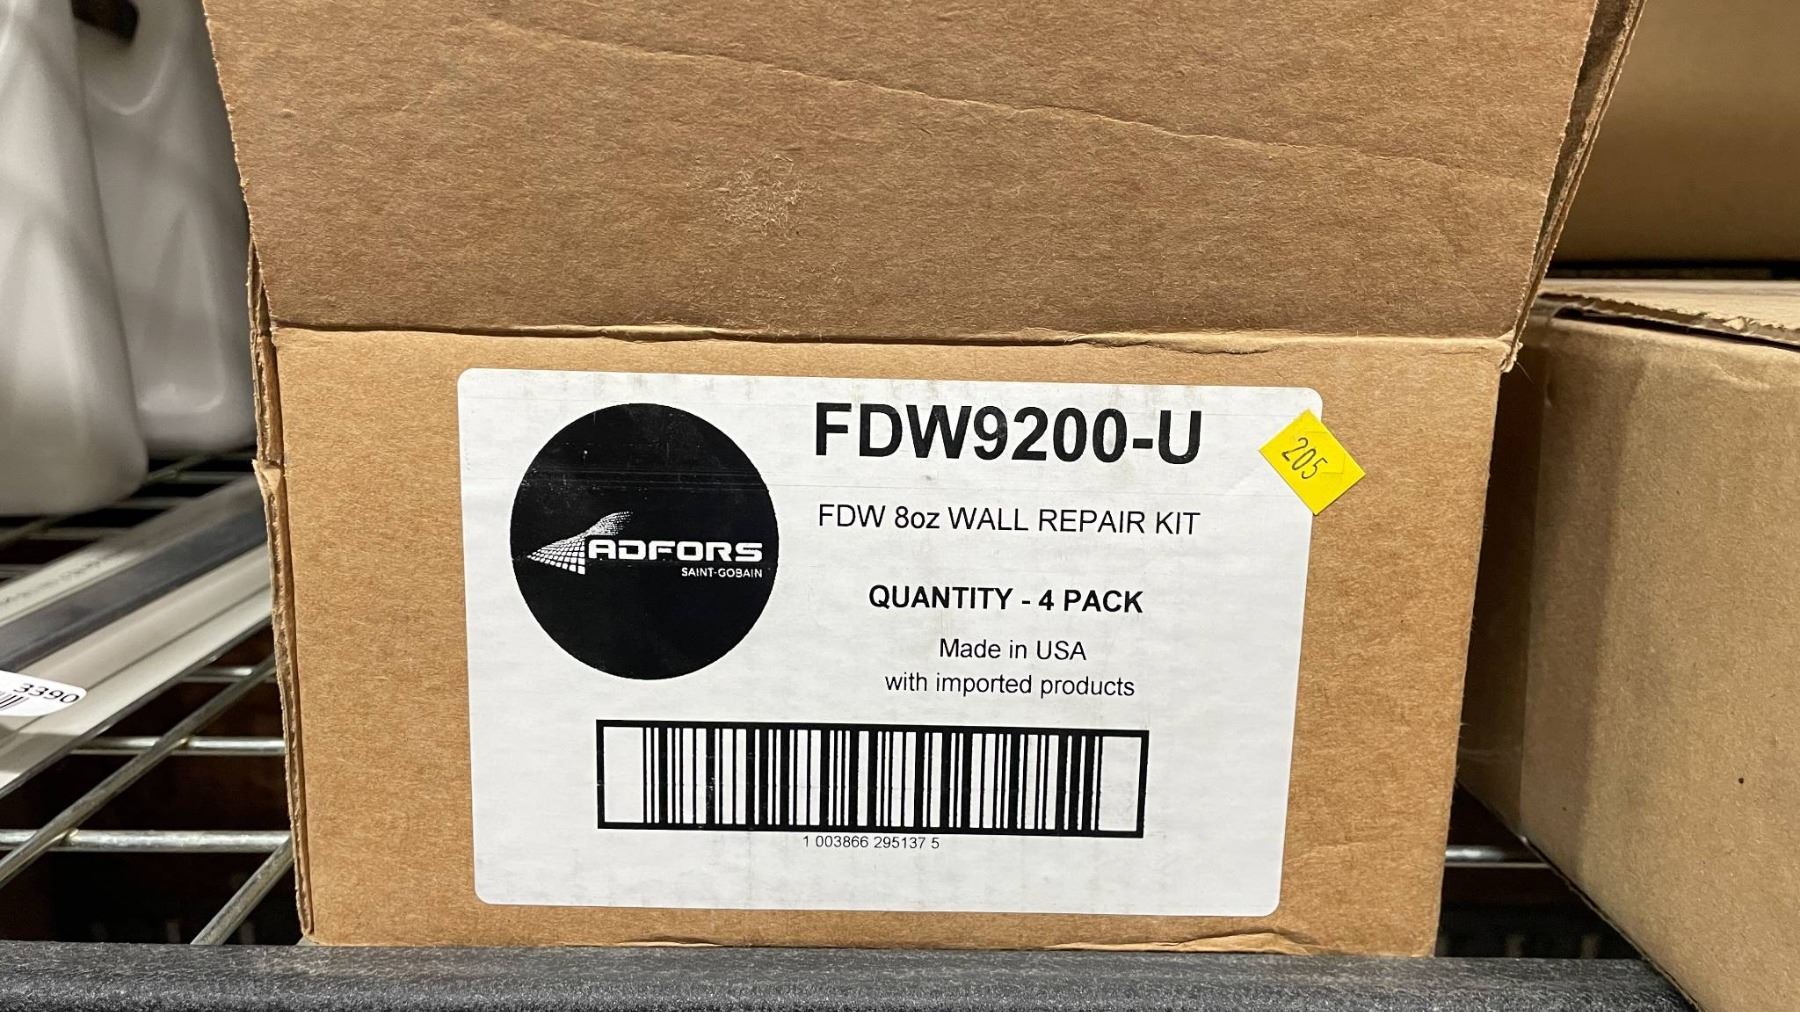 FDW9200-U
205
FDW 8oz WALL REPAIR KIT
ADFORS
SAINT-GOBAIN
QUANTITY - 4 PACK
Made in USA
with imported products
1 003866 295137 5
3390